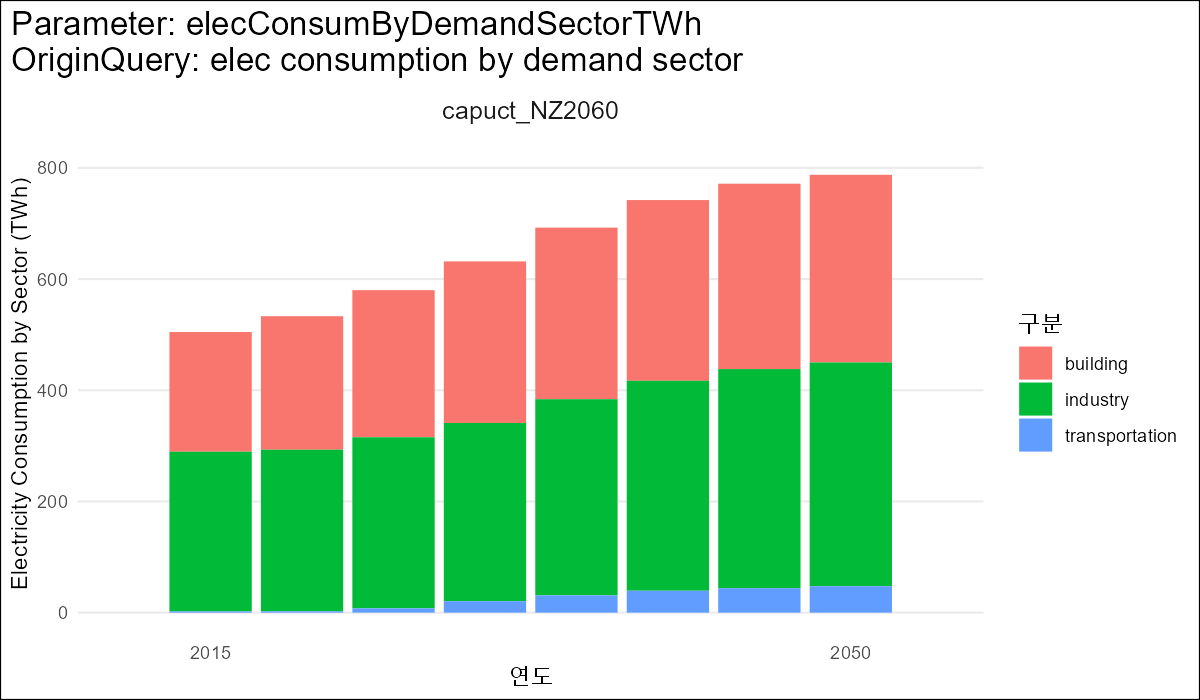 Parameter: elecConsumByDemandSectorTWh
OriginQuery: elec consumption by demand sector
capuct_NZ2060
Electricity Consumption by Sector (TWh)
800
600
400
200
0
2015
2050
연도
구분
building
industry
transportation